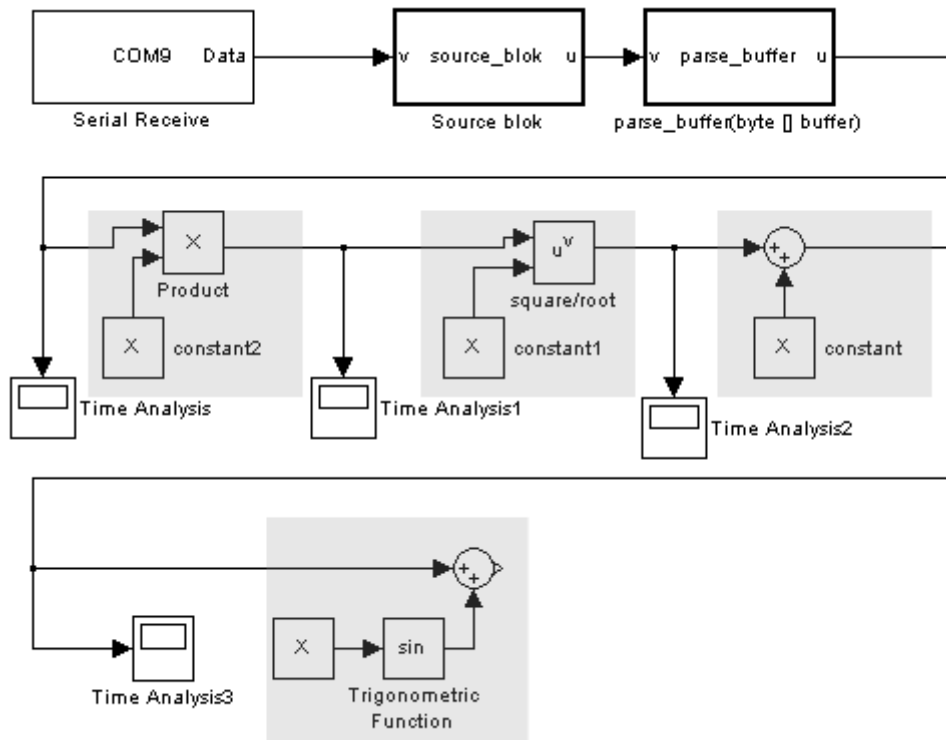 COM9 Data
v source_blok u
v parse_buffer u
Serial Receive
Source blok
parse_buffer(byte [] buffer)
X
Product
u^v
square/root
+
+
X
constant2
X
constant1
X
constant
Time Analysis
Time Analysis1
Time Analysis2
+
+
X
sin
Time Analysis3
Trigonometric
Function